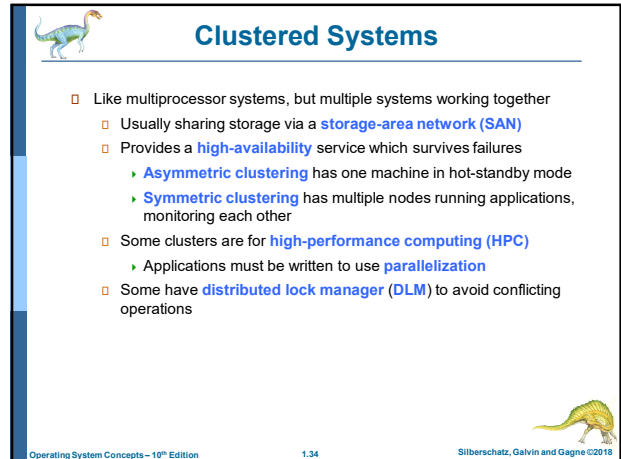 Clustered Systems
Like multiprocessor systems, but multiple systems working together
Usually sharing storage via a storage-area network (SAN)
Provides a high-availability service which survives failures
Asymmetric clustering has one machine in hot-standby mode
Symmetric clustering has multiple nodes running applications,
monitoring each other
Some clusters are for high-performance computing (HPC)
Applications must be written to use parallelization
Some have distributed lock manager (DLM) to avoid conflicting
operations
Operating System Concepts – 10th Edition
1.34
Silberschatz, Galvin and Gagne ©2018